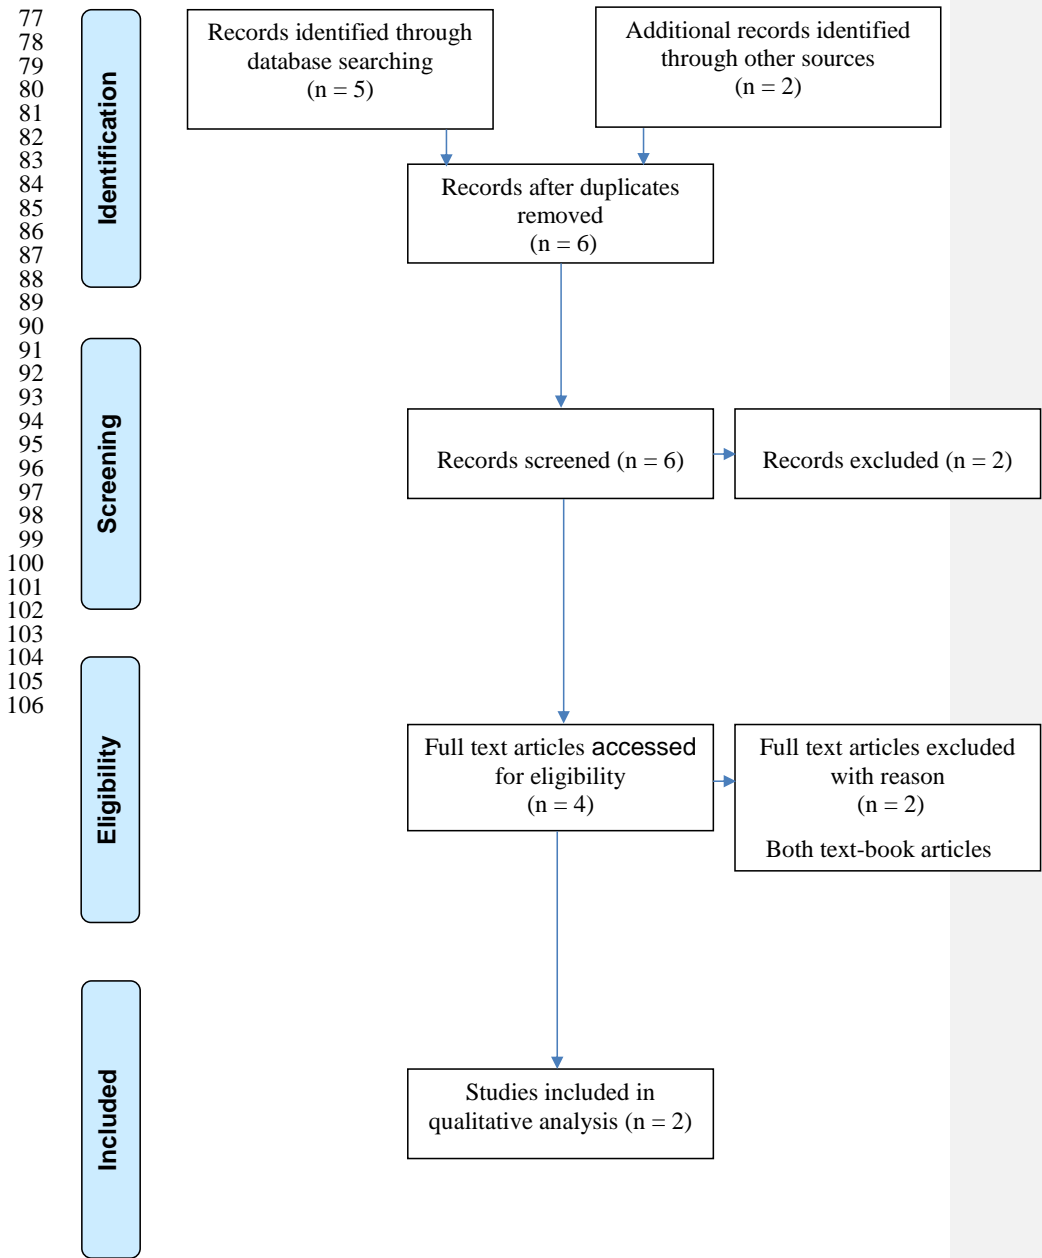 77
78
79
80
81
82
83
84
85
86
87
88
89
90
91
92
93
94
95
96
97
98
99
100
101
102
103
104
105
106
Identification
Records identified through
database searching
(n = 5)
Additional records identified
through other sources
(n = 2)
Records after duplicates
removed
(n = 6)
Screening
Records screened (n = 6)
Records excluded (n = 2)
Eligibility
Full text articles accessed
for eligibility
(n = 4)
Full text articles excluded
with reason
(n = 2)
Both text-book articles
Included
Studies included in
qualitative analysis (n = 2)